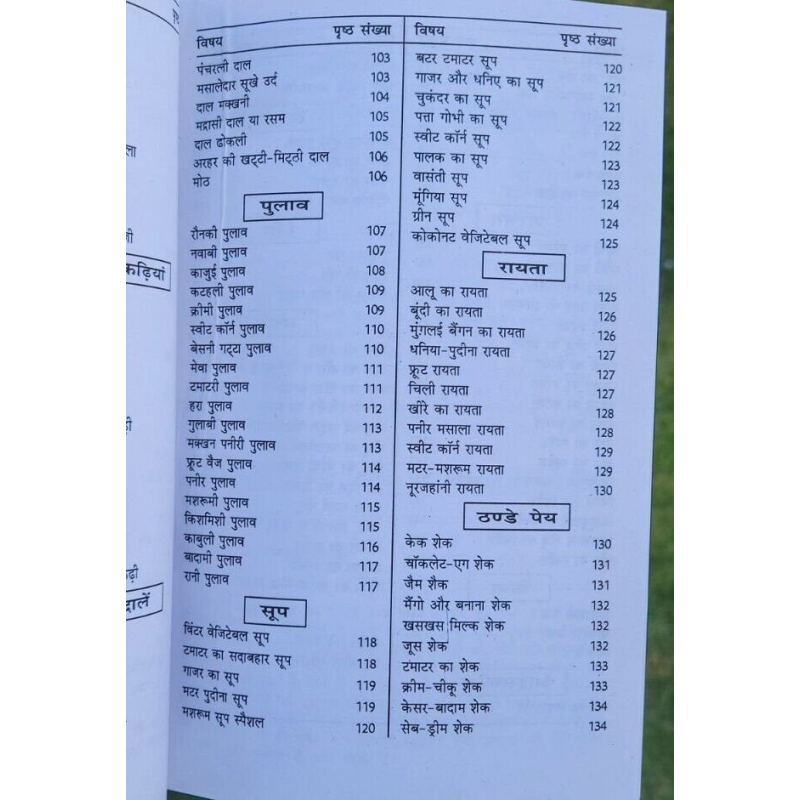 विषय पृष्ठ संख्या
पंचरली दाल 103
मसालेदार सूखे उर्द 103
दाल मक्खनी 104
मद्रासी दाल या रसम 105
दाल ढोकली 105
अरहर की खट्टी-मिट्ठी दाल 106
मोठ 106
पुलाव
रौनकी पुलाव 107
नवाबी पुलाव 107
काजुई पुलाव 108
कटहली पुलाव 109
क्रीमी पुलाव 109
स्वीट कॉर्न पुलाव 110
बेसनी गट्टा पुलाव 110
मेवा पुलाव 111
टमाटरी पुलाव 111
हरा पुलाव 112
गुलाबी पुलाव 113
मक्खन पनीरी पुलाव 113
फ्रूट वैज पुलाव 114
पनीर पुलाव 114
मशरूमी पुलाव 115
किशमिशी पुलाव 115
काबुली पुलाव 116
बादामी पुलाव 117
रानी पुलाव 117
सूप
विंटर वेजिटेबल सूप 118
टमाटर का सदाबहार सूप 118
गाजर का सूप 119
मटर पुदीना सूप 119
मशरूम सूप स्पैशल 120
विषय पृष्ठ संख्या
बटर टमाटर सूप 120
गाजर और धनिए का सूप 121
चुकंदर का सूप 121
पत्ता गोभी का सूप 122
स्वीट कॉर्न सूप 122
पालक का सूप 123
वासंती सूप 123
मूंगिया सूप 124
ग्रीन सूप 124
कोकोनट वेजिटेबल सूप 125
रायता
आलू का रायता 125
बूंदी का रायता 126
मुंग़लई बैंगन का रायता 126
धनिया-पुदीना रायता 127
फ्रूट रायता 127
चिली रायता 127
खीरे का रायता 128
पनीर मसाला रायता 128
स्वीट कॉर्न रायता 129
मटर-मशरूम रायता 129
नूरजहांनी रायता 130
ठण्डे पेय
केक शेक 130
चॉकलेट-एग शेक 131
जैम शैक 131
मैंगो और बनाना शेक 132
खसखस मिल्क शेक 132
जूस शेक 132
टमाटर का शेक 133
क्रीम-चीकू शेक 133
केसर-बादाम शेक 134
सेब-ड्रीम शेक 134
कढ़ियां
दालें